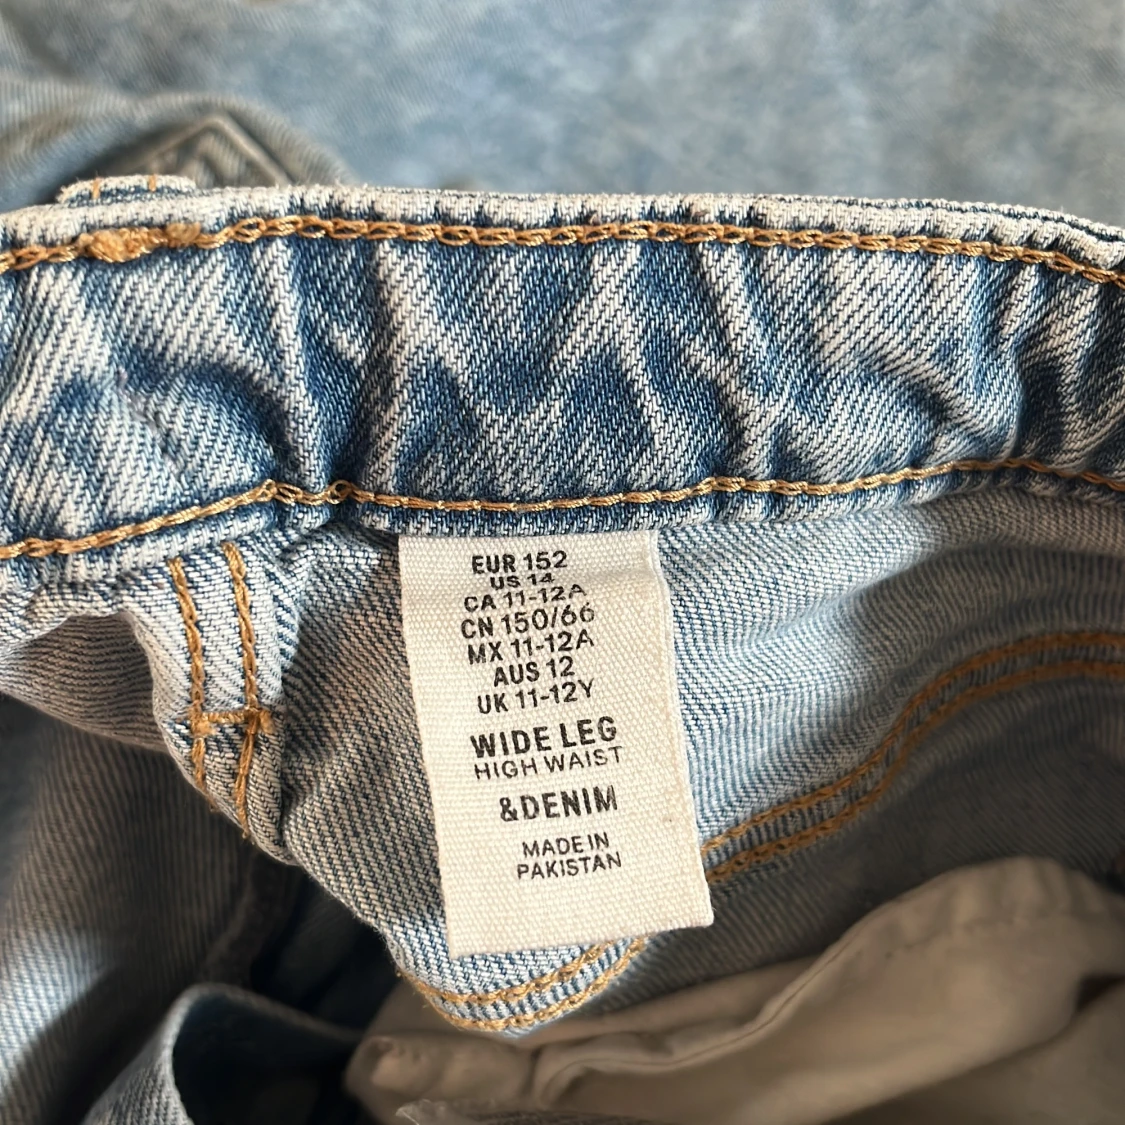 EUR 152
US 14
CA 11-12A
CN 150/66
MX 11-12A
AUS 12
UK 11-12Y
WIDE LEG
HIGH WAIST
&DENIM
MADE IN
PAKISTAN